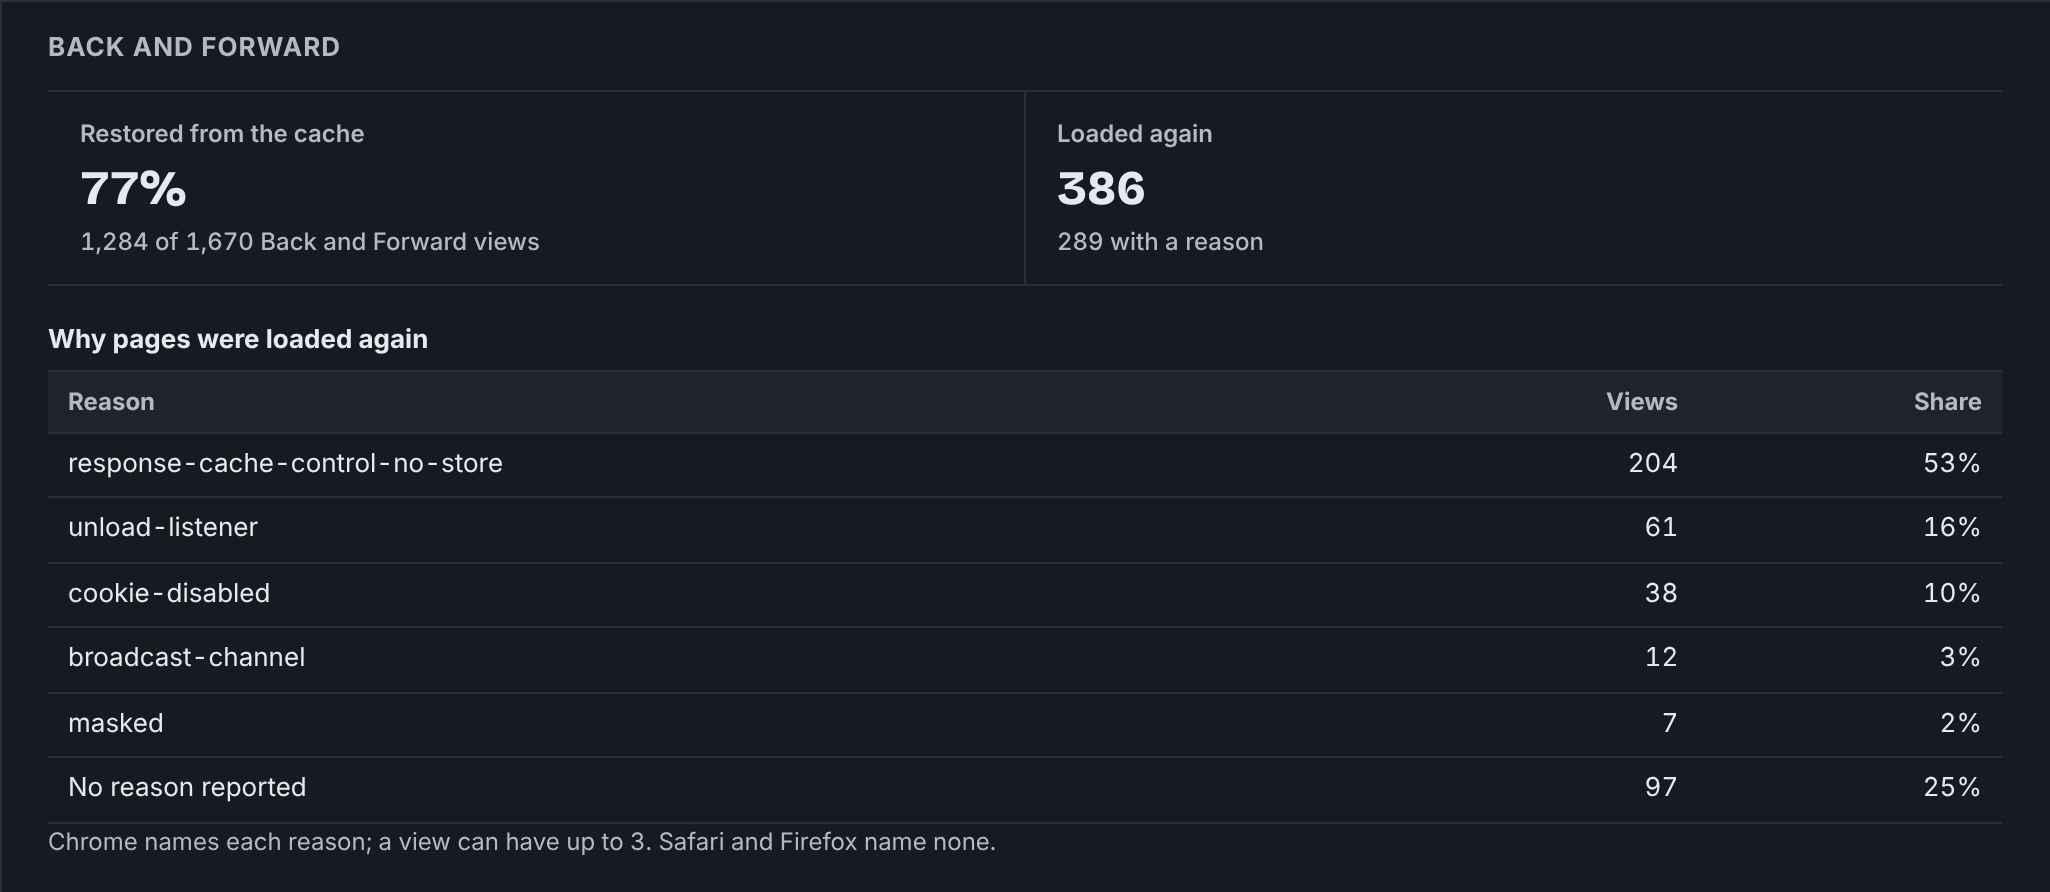 BACK AND FORWARD
Restored from the cache
77%
1,284 of 1,670 Back and Forward views
Loaded again
386
289 with a reason
Why pages were loaded again
Reason Views Share
response-cache-control-no-store 204 53%
unload-listener 61 16%
cookie-disabled 38 10%
broadcast-channel 12 3%
masked 7 2%
No reason reported 97 25%
Chrome names each reason; a view can have up to 3. Safari and Firefox name none.